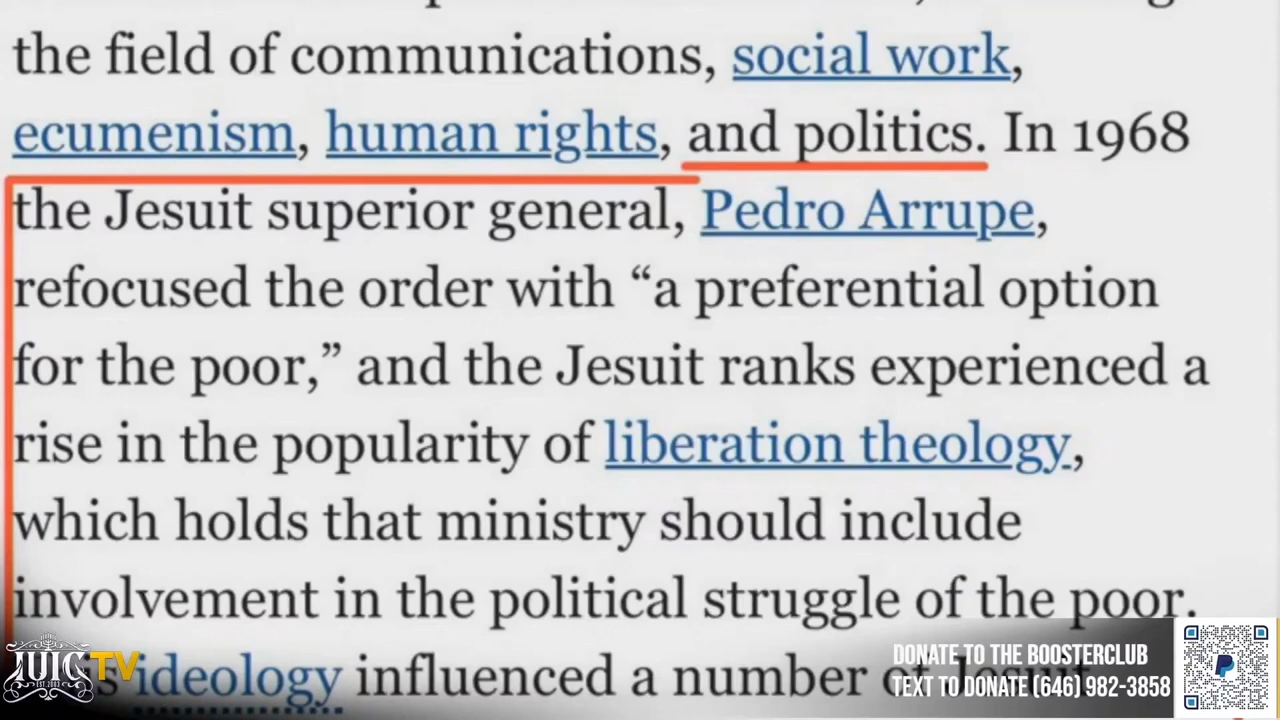 the field of communications, social work,
ecumenism, human rights, and politics. In 1968
the Jesuit superior general, Pedro Arrupe,
refocused the order with “a preferential option
for the poor,” and the Jesuit ranks experienced a
rise in the popularity of liberation theology,
which holds that ministry should include
involvement in the political struggle of the poor.
ideology influenced a number of
IUIC TV
DONATE TO THE BOOSTERCLUB
TEXT TO DONATE (646) 982-3858